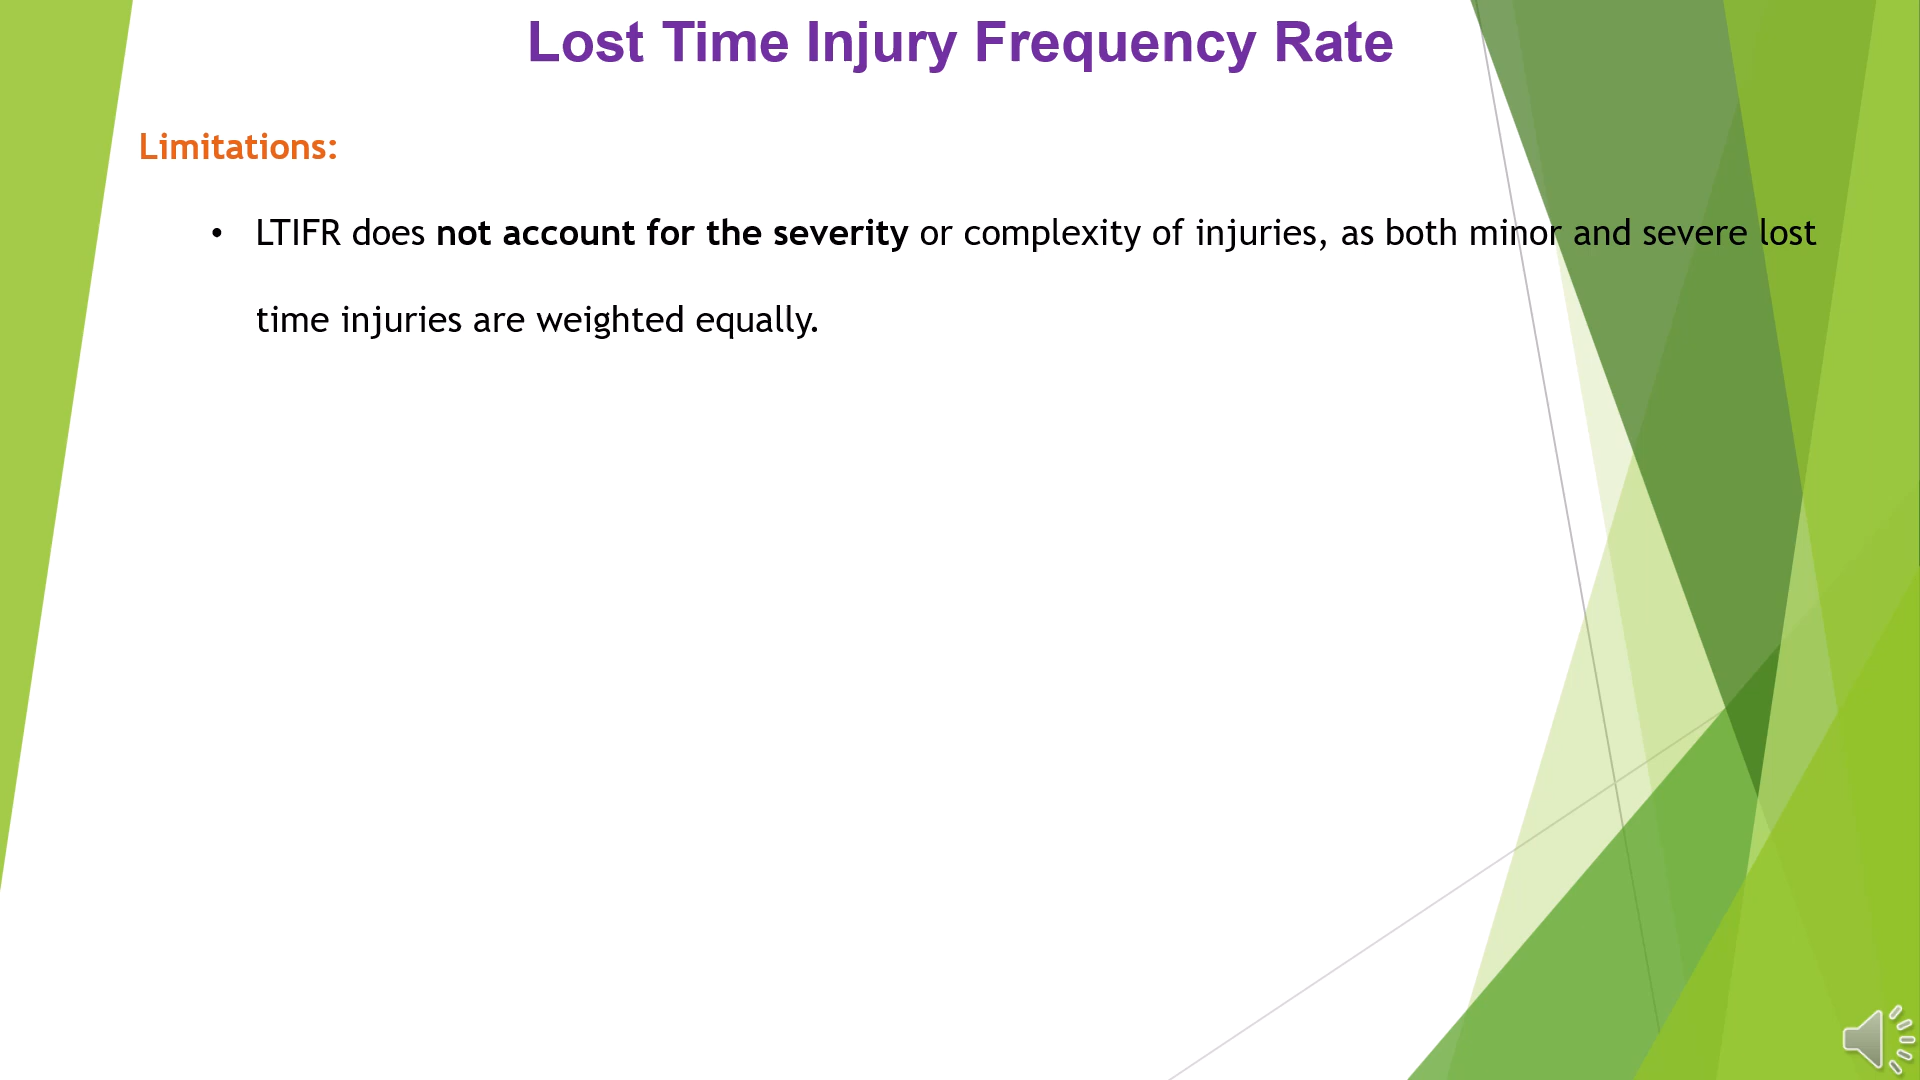 Lost Time Injury Frequency Rate
Limitations:
• LTIFR does not account for the severity or complexity of injuries, as both minor and severe lost
time injuries are weighted equally.